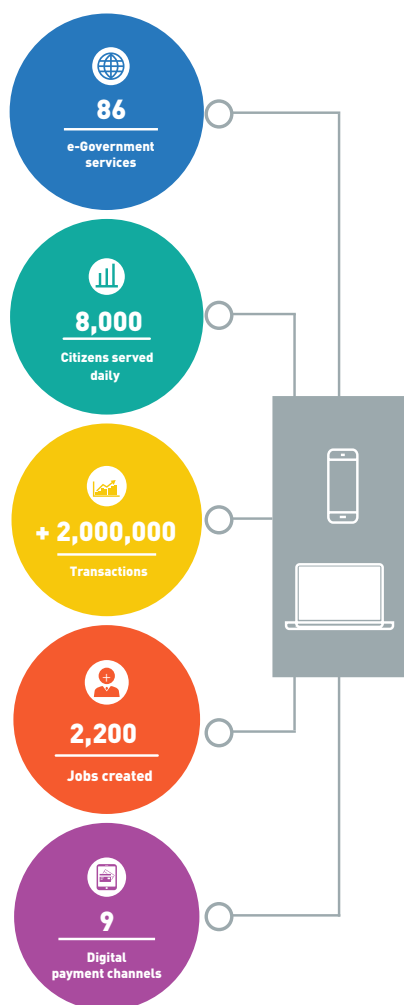 86
e-Government
services
8,000
Citizens served
daily
+ 2,000,000
Transactions
2,200
Jobs created
9
Digital
payment channels